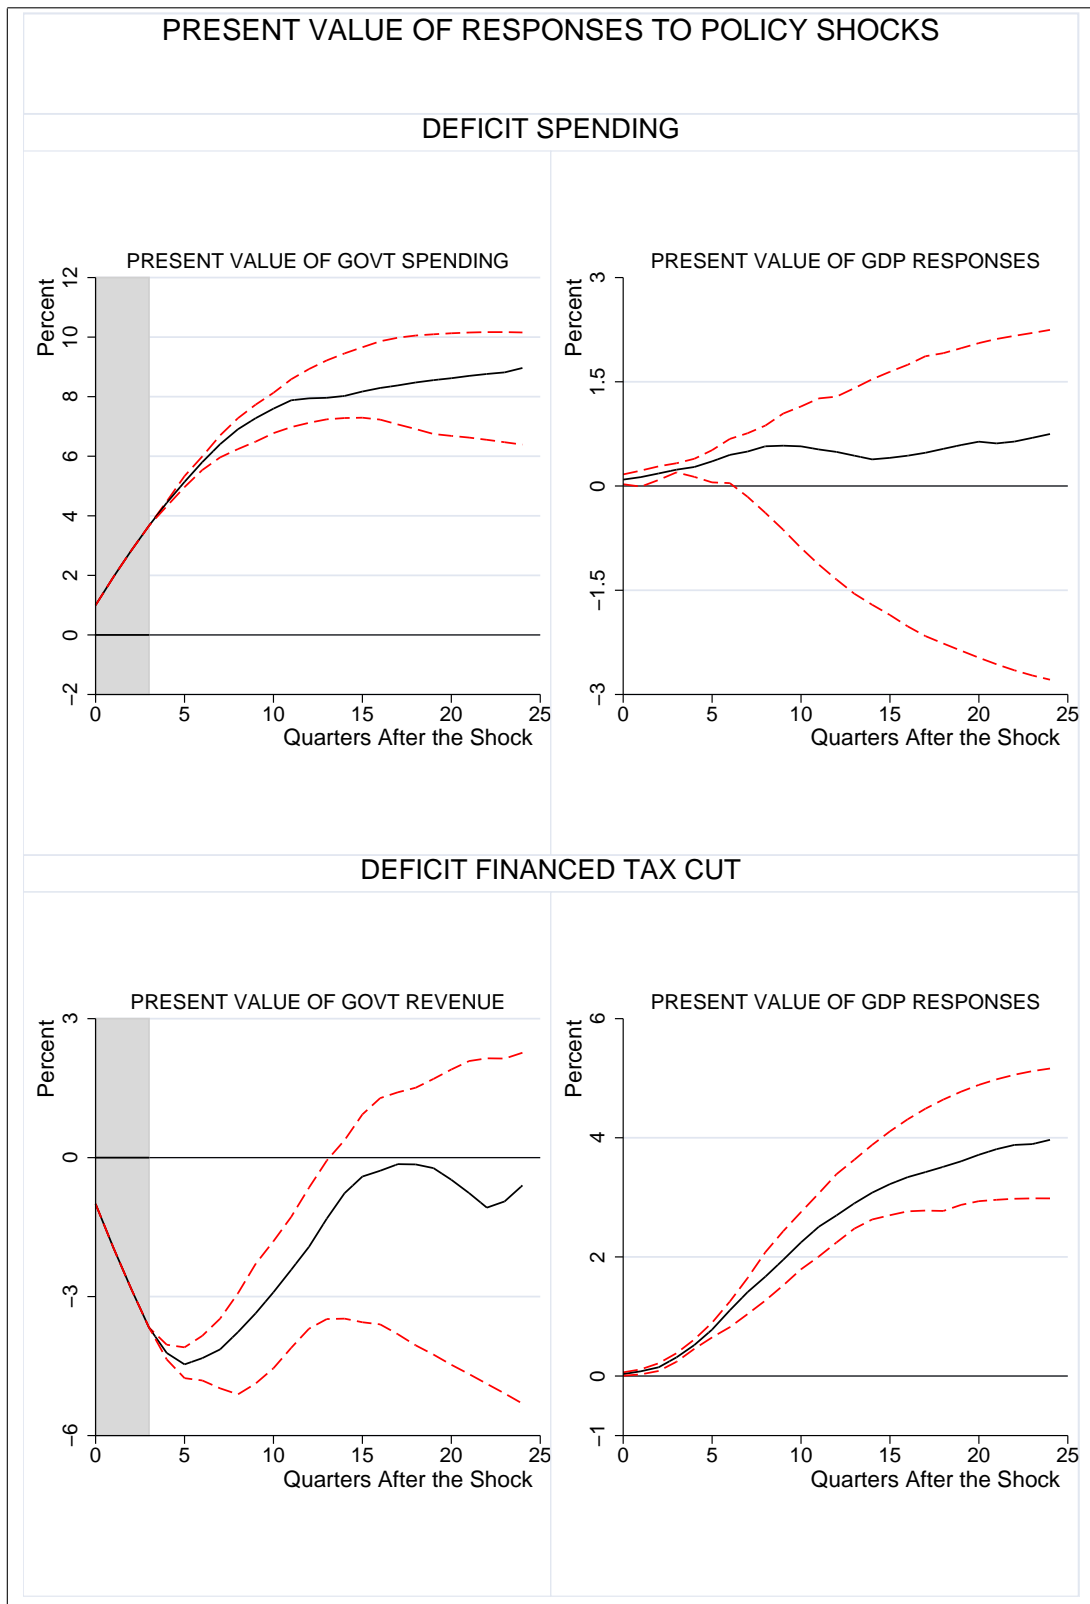 PRESENT VALUE OF RESPONSES TO POLICY SHOCKS
DEFICIT SPENDING
PRESENT VALUE OF GOVT SPENDING
Percent
12
10
8
6
4
2
0
−2
0 5 10 15 20 25
Quarters After the Shock
PRESENT VALUE OF GDP RESPONSES
Percent
3
1.5
0
−1.5
−3
0 5 10 15 20 25
Quarters After the Shock
DEFICIT FINANCED TAX CUT
PRESENT VALUE OF GOVT REVENUE
Percent
3
0
−3
−6
0 5 10 15 20 25
Quarters After the Shock
PRESENT VALUE OF GDP RESPONSES
Percent
6
4
2
0
−1
0 5 10 15 20 25
Quarters After the Shock